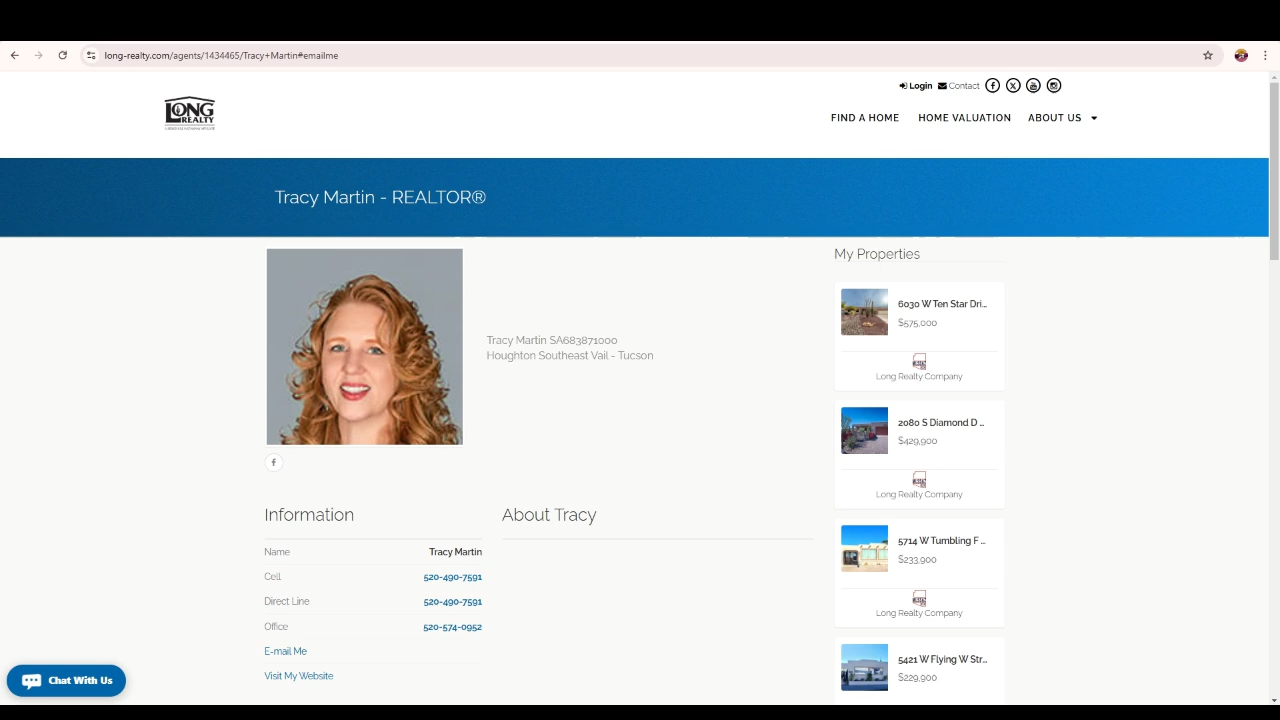 long-realty.com/agents/1434465/Tracy+Martin#emailme
Login Contact
LONG
REALTY
FIND A HOME HOME VALUATION ABOUT US
Tracy Martin - REALTOR®
Tracy Martin SA683871000
Houghton Southeast Vail - Tucson
Information
Name Tracy Martin
Cell 520-490-7591
Direct Line 520-490-7591
Office 520-574-0952
E-mail Me
Visit My Website
About Tracy
My Properties
6030 W Ten Star Dri...
$575,000
Long Realty Company
2080 S Diamond D ...
$429,900
Long Realty Company
5714 W Tumbling F ...
$233,900
Long Realty Company
5421 W Flying W Str...
$229,900
Chat With Us